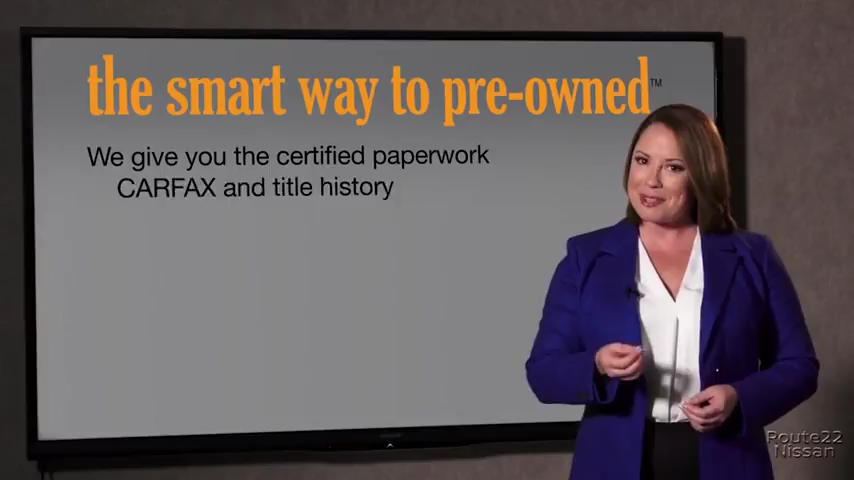 the smart way to pre-owned™
We give you the certified paperwork
CARFAX and title history
Route22
Nissan